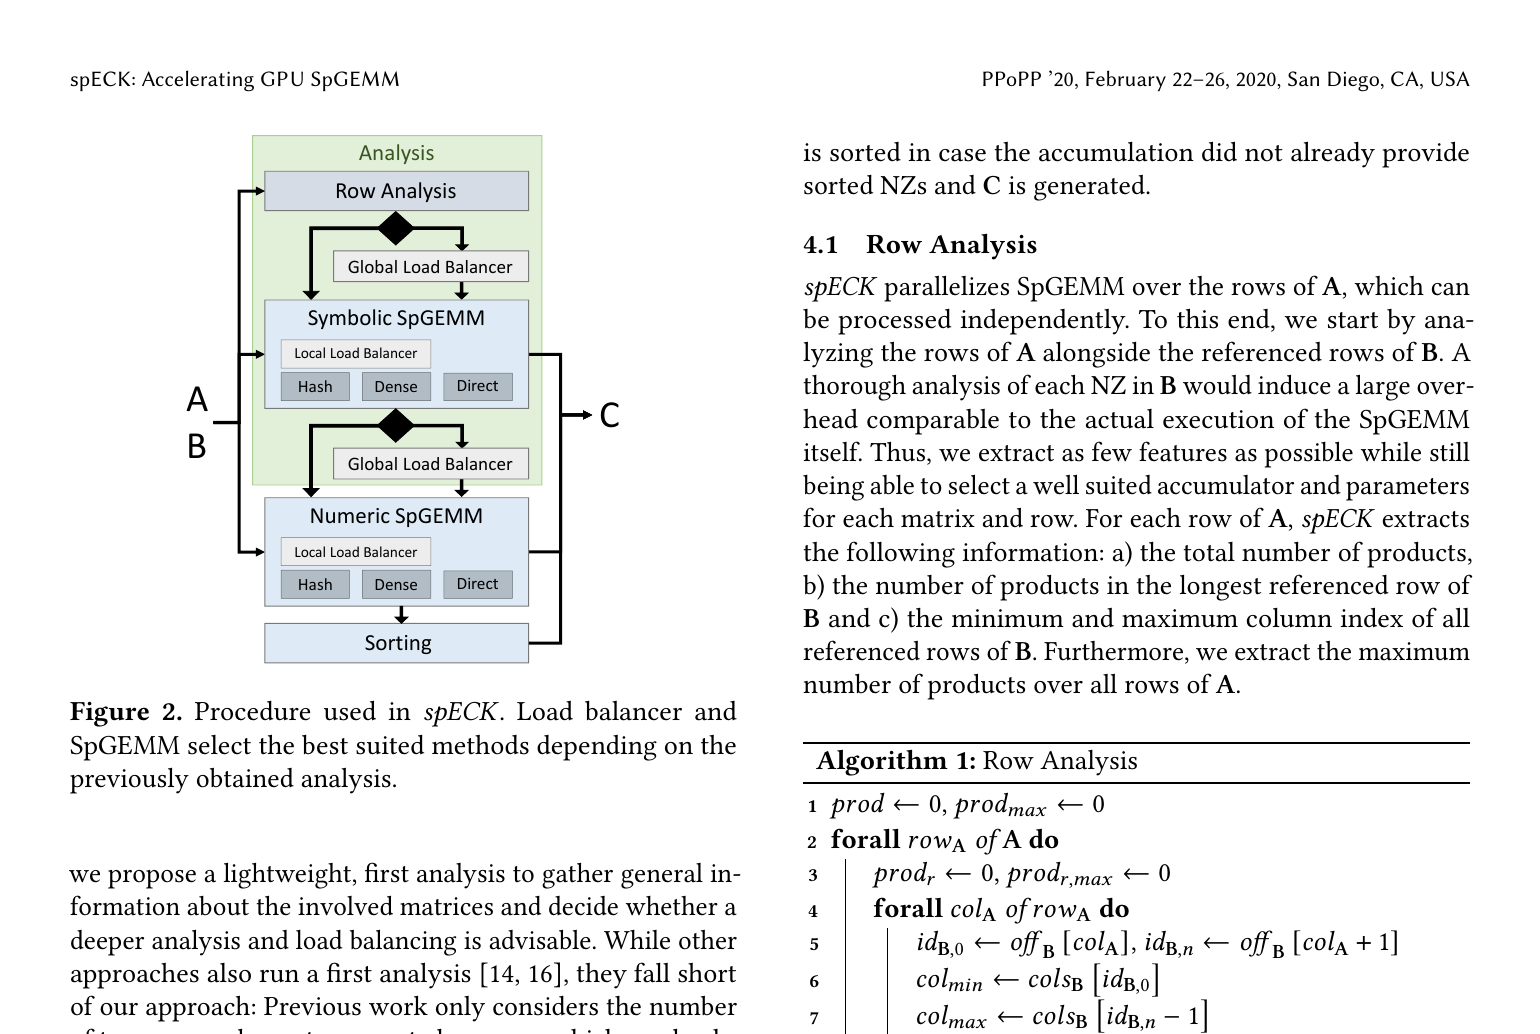 spECK: Accelerating GPU SpGEMM
PPoPP ’20, February 22–26, 2020, San Diego, CA, USA
Analysis
Row Analysis
Global Load Balancer
Symbolic SpGEMM
Local Load Balancer
Hash Dense Direct
A
B
C
Global Load Balancer
Numeric SpGEMM
Local Load Balancer
Hash Dense Direct
Sorting
Figure 2. Procedure used in spECK. Load balancer and
SpGEMM select the best suited methods depending on the
previously obtained analysis.
we propose a lightweight, first analysis to gather general in-
formation about the involved matrices and decide whether a
deeper analysis and load balancing is advisable. While other
approaches also run a first analysis [14, 16], they fall short
of our approach: Previous work only considers the number
is sorted in case the accumulation did not already provide
sorted NZs and C is generated.
4.1 Row Analysis
spECK parallelizes SpGEMM over the rows of A, which can
be processed independently. To this end, we start by ana-
lyzing the rows of A alongside the referenced rows of B. A
thorough analysis of each NZ in B would induce a large over-
head comparable to the actual execution of the SpGEMM
itself. Thus, we extract as few features as possible while still
being able to select a well suited accumulator and parameters
for each matrix and row. For each row of A, spECK extracts
the following information: a) the total number of products,
b) the number of products in the longest referenced row of
B and c) the minimum and maximum column index of all
referenced rows of B. Furthermore, we extract the maximum
number of products over all rows of A.
Algorithm 1: Row Analysis
1 prod ← 0, prod_max ← 0
2 forall row_A of A do
3 prod_r ← 0, prod_r,max ← 0
4 forall col_A of row_A do
5 id_B,0 ← off_B [col_A], id_B,n ← off_B [col_A + 1]
6 col_min ← cols_B [id_B,0]
7 col_max ← cols_B [id_B,n − 1]